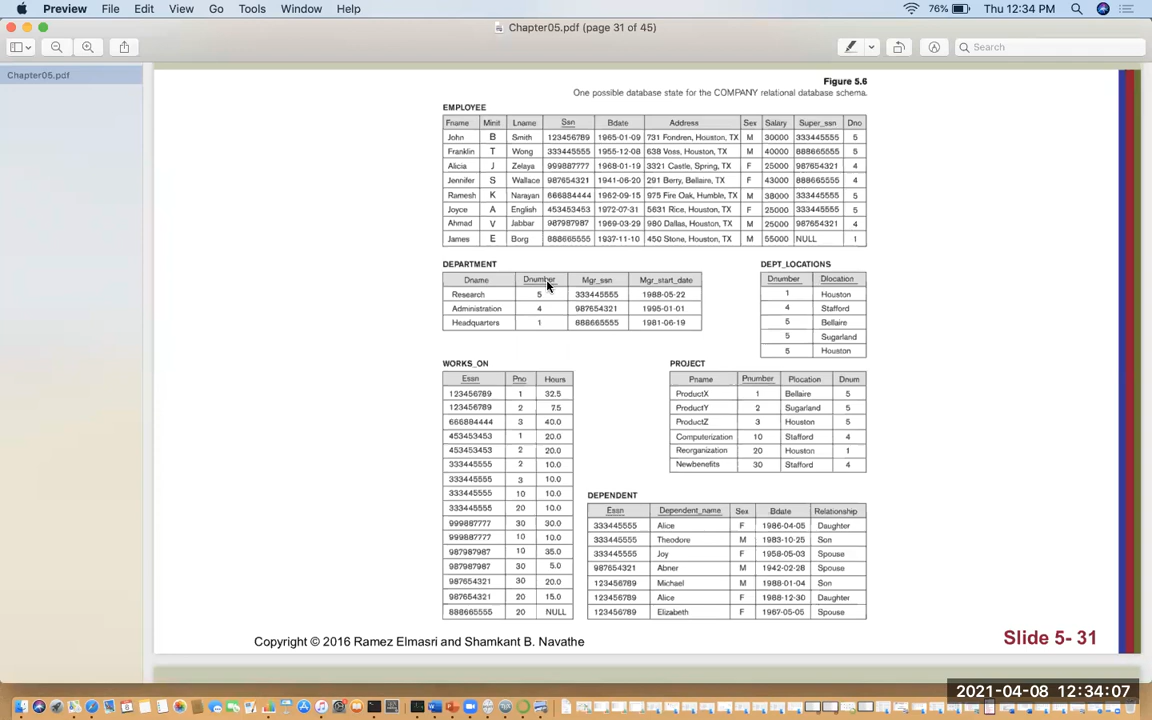 Preview File Edit View Go Tools Window Help 76% Thu 12:34 PM
Chapter05.pdf (page 31 of 45)
Search
Chapter05.pdf
Figure 5.6
One possible database state for the COMPANY relational database schema.
EMPLOYEE
Fname Minit Lname Ssn Bdate Address Sex Salary Super_ssn Dno
John B Smith 123456789 1965-01-09 731 Fondren, Houston, TX M 30000 333445555 5
Franklin T Wong 333445555 1955-12-08 638 Voss, Houston, TX M 40000 888665555 5
Alicia J Zelaya 999887777 1968-01-19 3321 Castle, Spring, TX F 25000 987654321 4
Jennifer S Wallace 987654321 1941-06-20 291 Berry, Bellaire, TX F 43000 888665555 4
Ramesh K Narayan 666884444 1962-09-15 975 Fire Oak, Humble, TX M 38000 333445555 5
Joyce A English 453453453 1972-07-31 5631 Rice, Houston, TX F 25000 333445555 5
Ahmad V Jabbar 987987987 1969-03-29 980 Dallas, Houston, TX M 25000 987654321 4
James E Borg 888665555 1937-11-10 450 Stone, Houston, TX M 55000 NULL 1
DEPARTMENT
Dname Dnumber Mgr_ssn Mgr_start_date
Research 5 333445555 1988-05-22
Administration 4 987654321 1995-01-01
Headquarters 1 888665555 1981-06-19
DEPT_LOCATIONS
Dnumber Dlocation
1 Houston
4 Stafford
5 Bellaire
5 Sugarland
5 Houston
WORKS_ON
Essn Pno Hours
123456789 1 32.5
123456789 2 7.5
666884444 3 40.0
453453453 1 20.0
453453453 2 20.0
333445555 2 10.0
333445555 3 10.0
333445555 10 10.0
333445555 20 10.0
999887777 30 30.0
999887777 10 10.0
987987987 10 35.0
987987987 30 5.0
987654321 30 20.0
987654321 20 15.0
888665555 20 NULL
PROJECT
Pname Pnumber Plocation Dnum
ProductX 1 Bellaire 5
ProductY 2 Sugarland 5
ProductZ 3 Houston 5
Computerization 10 Stafford 4
Reorganization 20 Houston 1
Newbenefits 30 Stafford 4
DEPENDENT
Essn Dependent_name Sex Bdate Relationship
333445555 Alice F 1986-04-05 Daughter
333445555 Theodore M 1983-10-25 Son
333445555 Joy F 1958-05-03 Spouse
987654321 Abner M 1942-02-28 Spouse
123456789 Michael M 1988-01-04 Son
123456789 Alice F 1988-12-30 Daughter
123456789 Elizabeth F 1967-05-05 Spouse
Copyright © 2016 Ramez Elmasri and Shamkant B. Navathe
Slide 5- 31
2021-04-08 12:34:07